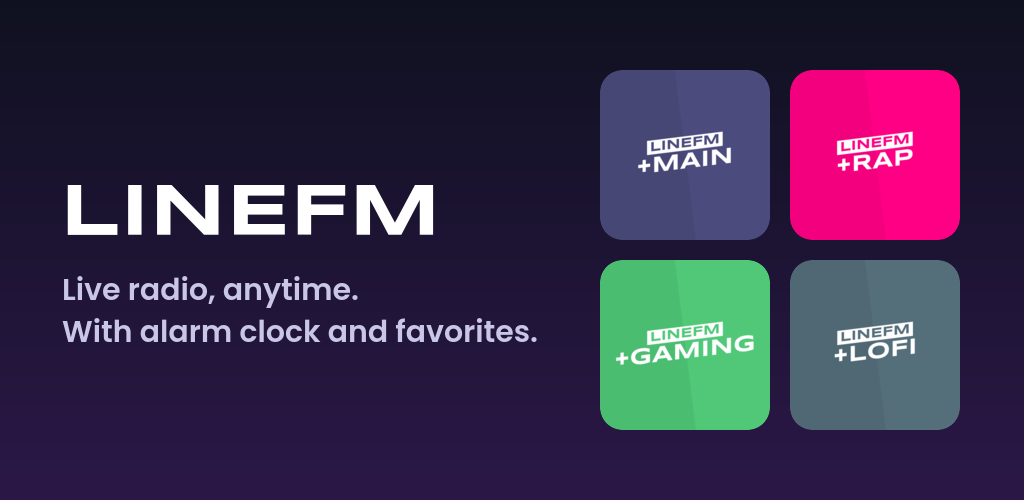 LINEFM
Live radio, anytime.
With alarm clock and favorites.
LINEFM
+MAIN
LINEFM
+RAP
LINEFM
+GAMING
LINEFM
+LOFI